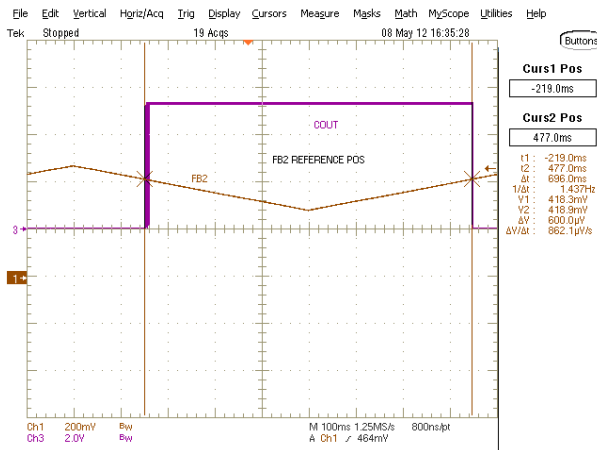 File Edit Vertical Horiz/Acq Trig Display Cursors Measure Masks Math MyScope Utilities Help
Tek Stopped 19 Acqs 08 May 12 16:35:28
Buttons
Curs1 Pos
-219.0ms
Curs2 Pos
477.0ms
t1 : -219.0ms
t2 : 477.0ms
Δt : 696.0ms
1/Δt : 1.437Hz
V1 : 418.3mV
V2 : 418.9mV
ΔV : 600.0µV
ΔV/Δt : 862.1µV/s
COUT
FB2 REFERENCE POS
FB2
3
1
Ch1 200mV Bw
Ch3 2.0V Bw
M 100ms 1.25MS/s 800ns/pt
A Ch1 ∕ 464mV